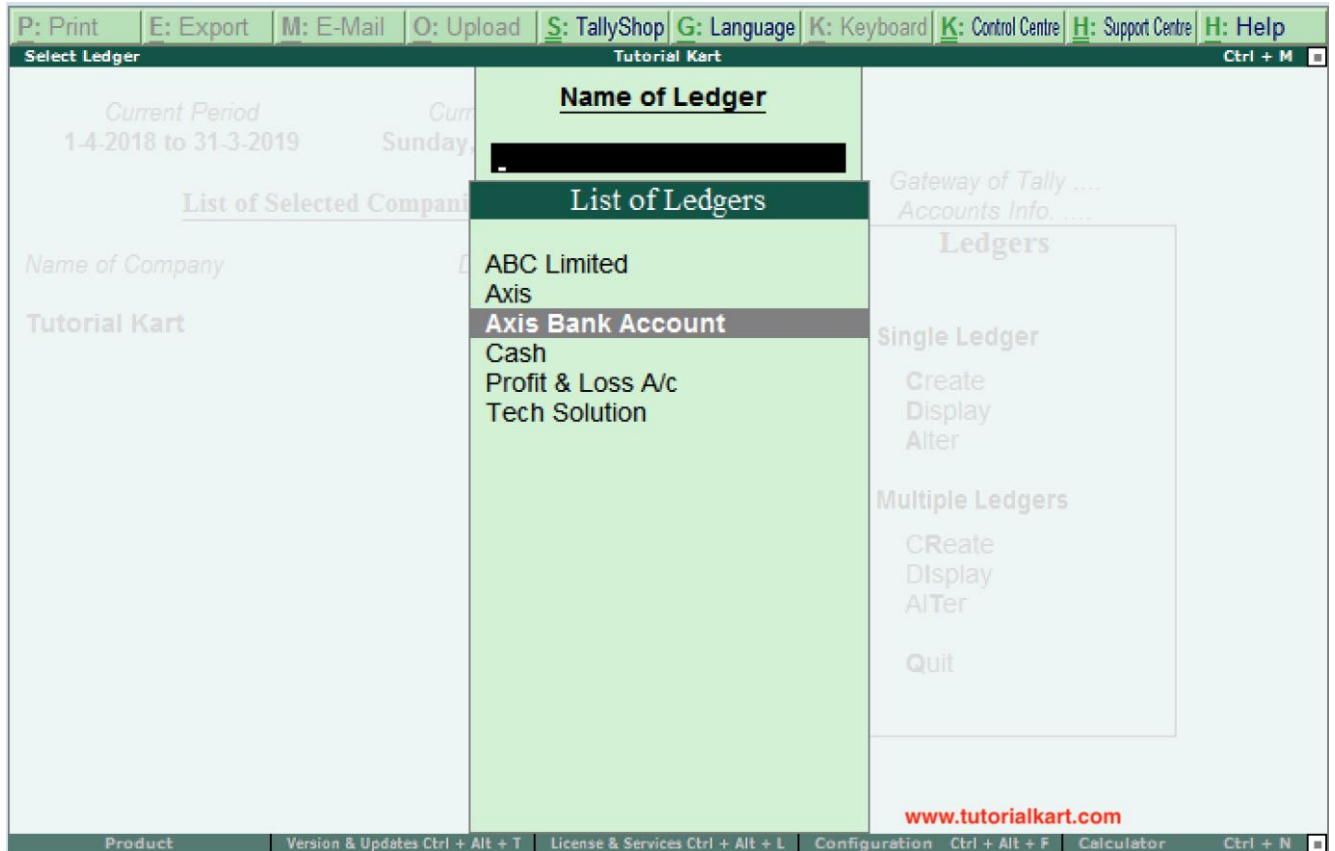 P: Print E: Export M: E-Mail O: Upload S: TallyShop G: Language K: Keyboard K: Control Centre H: Support Centre H: Help
Select Ledger Tutorial Kart Ctrl + M
Current Period Curr
1-4-2018 to 31-3-2019 Sunday,
List of Selected Compani
Name of Company D
Tutorial Kart
Name of Ledger
List of Ledgers
ABC Limited
Axis
Axis Bank Account
Cash
Profit & Loss A/c
Tech Solution
Gateway of Tally ....
Accounts Info. ....
Ledgers
Single Ledger
Create
Display
Alter
Multiple Ledgers
CReate
DIsplay
AlTer
Quit
www.tutorialkart.com
Product Version & Updates Ctrl + Alt + T License & Services Ctrl + Alt + L Configuration Ctrl + Alt + F Calculator Ctrl + N